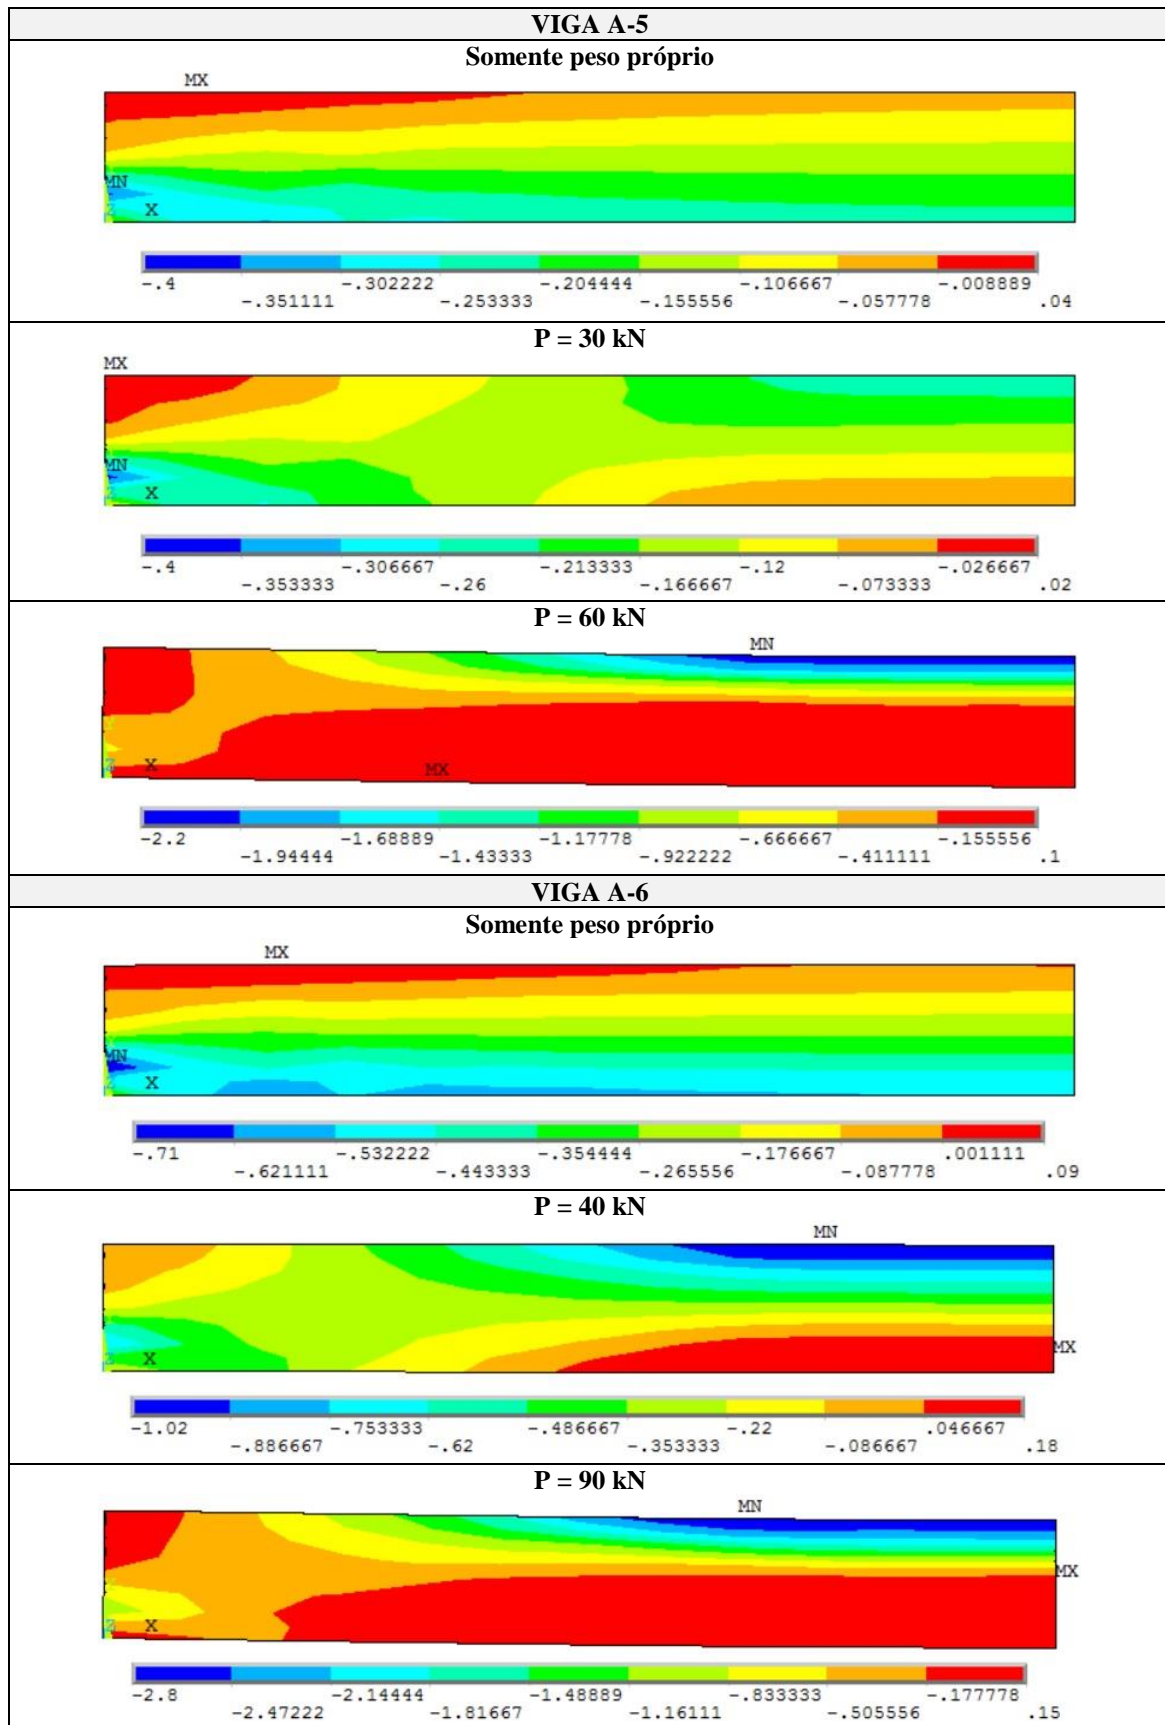 VIGA A-5
Somente peso próprio
MX
MN
Z X
-.4 -.302222 -.204444 -.106667 -.008889
-.351111 -.253333 -.155556 -.057778 .04
P = 30 kN
MX
MN
Z X
-.4 -.306667 -.213333 -.12 -.026667
-.353333 -.26 -.166667 -.073333 .02
P = 60 kN
MN
Z X
MX
-2.2 -1.68889 -1.17778 -.666667 -.155556
-1.94444 -1.43333 -.922222 -.411111 .1
VIGA A-6
Somente peso próprio
MX
MN
Z X
-.71 -.532222 -.354444 -.176667 .001111
-.621111 -.443333 -.265556 -.087778 .09
P = 40 kN
MN
MX
Z X
-1.02 -.753333 -.486667 -.22 .046667
-.886667 -.62 -.353333 -.086667 .18
P = 90 kN
MN
MX
Z X
-2.8 -2.14444 -1.48889 -.833333 -.177778
-2.47222 -1.81667 -1.16111 -.505556 .15